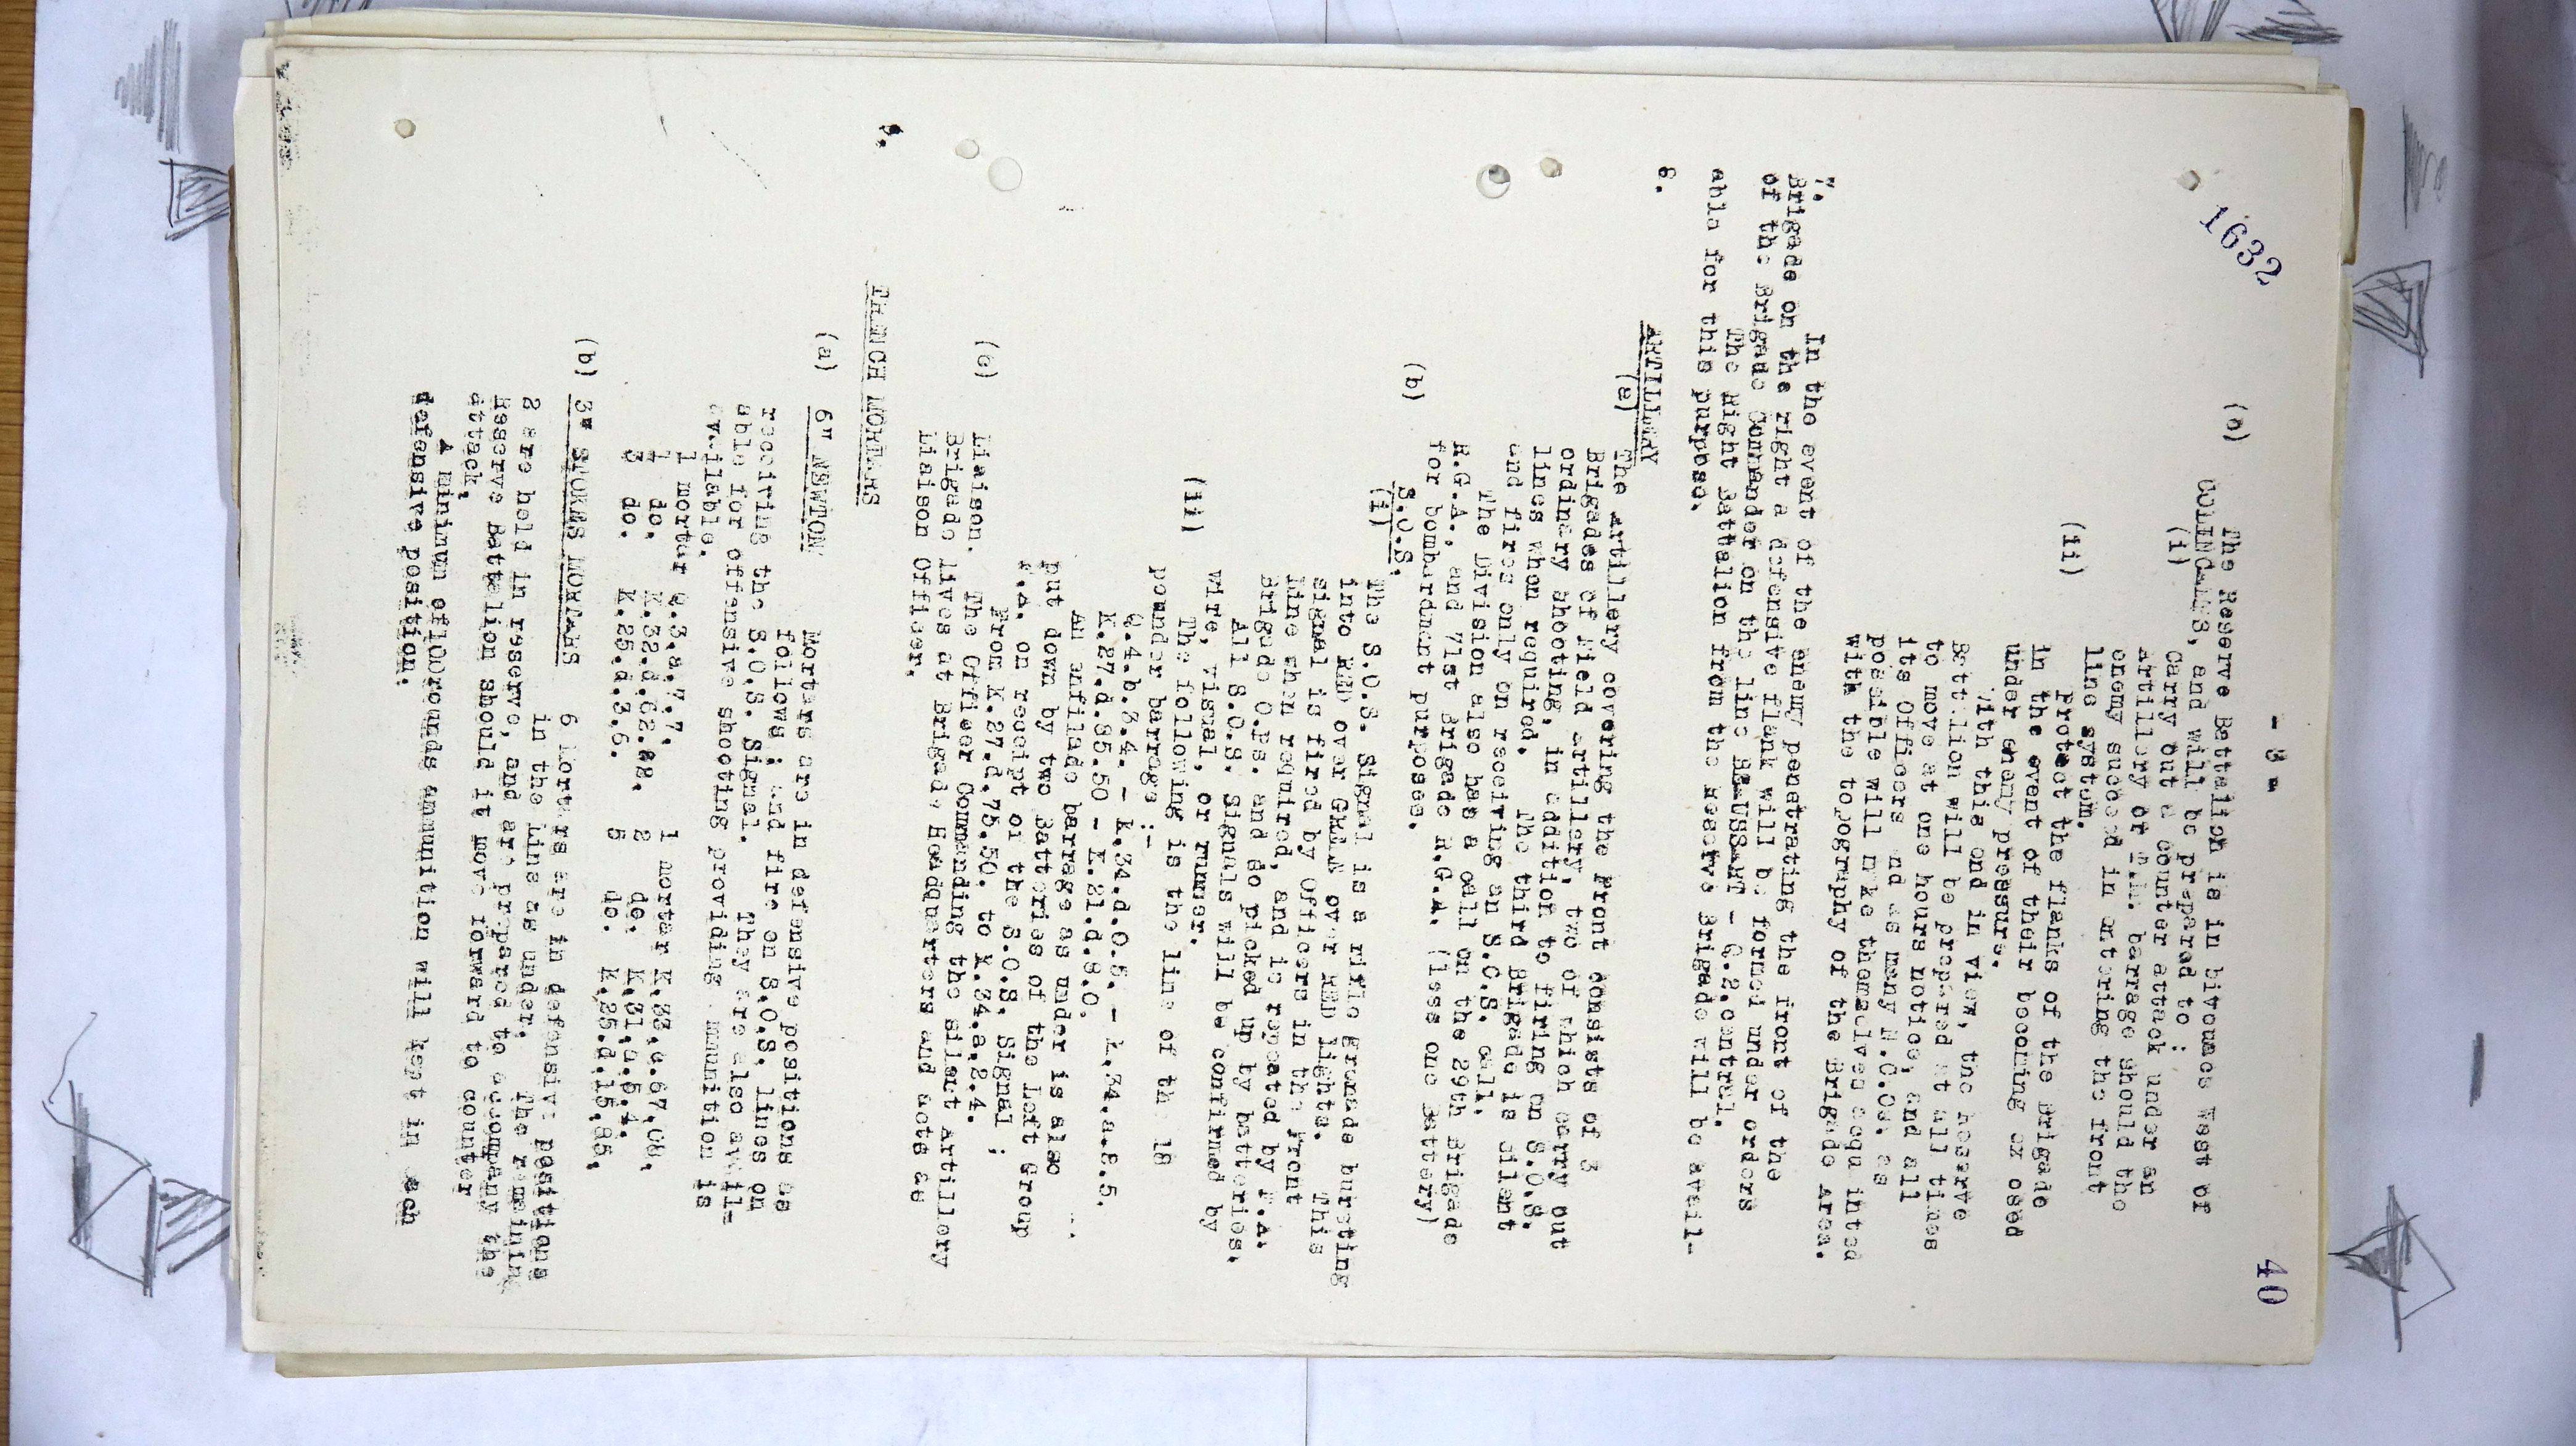 1632
40
- 3 -
(c) The Reserve Battalion is in bivouacs West of
COLINCAMPS, and will be prepared to :
(i) Carry out a counter attack under an
artillery or T.M. barrage should the
enemy succeed in entering the front
line system.
(ii) Protect the flanks of the Brigade
in the event of their becoming ex osed
under enemy pressure.
With this end in view, the Reserve
Battalion will be prepared at all times
to move at one hours notice, and all
its Officers and as many N.C.Os. as
possible will make themselves acqu inted
with the topography of the Brigade Area.
7. In the event of the enemy penetrating the front of the
Brigade on the right a defensive flank will be formed under orders
of the Brigade Commander on the line - Q.2.central.
The Right Battalion from the Reserve Brigade will be avail-
able for this purpose.
8. ARTILLERY
(a) The Artillery covering the Front consists of 3
Brigades of Field Artillery, two of which carry out
ordinary shooting, in addition to firing on S.O.S.
lines when required. The third Brigade is silent
and fires only on receiving an S.O.S. call.
The Division also has a call on the 29th Brigade
R.G.A., and 71st Brigade R.G.A. (less one Battery)
for bombardment purposes.
(b) S.O.S.
(i) The S.O.S. Signal is a rifle grenade bursting
into RED over GREEN over RED lights. This
signal is fired by Officers in the Front
Line when required, and is repeated by F.A.
Brigade O.Ps. and so picked up by batteries.
All S.O.S. Signals will be confirmed by
wire, visual, or runner.
(ii) The following is the line of th 18
pounder barrage :-
Q.4.b.3.4. - K.34.d.0.5. - K.34.a.8.5.
K.27.d.85.50 - K.21.d.8.0.
An enfilade barrage as under is also
put down by two Batteries of the Left Group
F.A. on receipt of the S.O.S. Signal ;
From K.27.d.75.50. to K.34.a.2.4.
(c) Liaison. The Officer Commanding the silent Artillery
Brigade lives at Brigade Headquarters and acts as
Liaison Officer.
9. TRENCH MORTARS
(a) 6" NEWTON Mortars are in defensive positions as
follows ; and fire on S.O.S. lines on
receiving the S.O.S. Signal. They are also avail-
able for offensive shooting providing munition is
available.
1 mortar Q.3.a.7.7. 1 mortar K.33.c.67.00.
1 do. K.32.d.62.82. 2 do. K.31.c.5.4.
3 do. K.25.d.3.6. 5 do. K.25.d.15.85.
(b) 3" STOKES MORTARS 6 Mortars are in defensive positions
in the line as under. The remaining
2 are held in reserve, and are prepared to accompany the
Reserve Battalion should it move forward to counter
attack.
A minimum of 100 rounds ammunition will kept in each
defensive position.